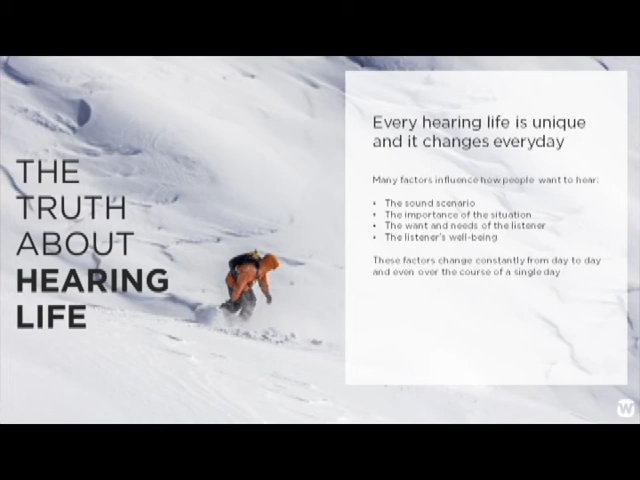 THE
TRUTH
ABOUT
HEARING
LIFE
Every hearing life is unique
and it changes everyday
Many factors influence how people want to hear:
• The sound scenario
• The importance of the situation
• The want and needs of the listener
• The listener's well-being
These factors change constantly from day to day
and even over the course of a single day
W